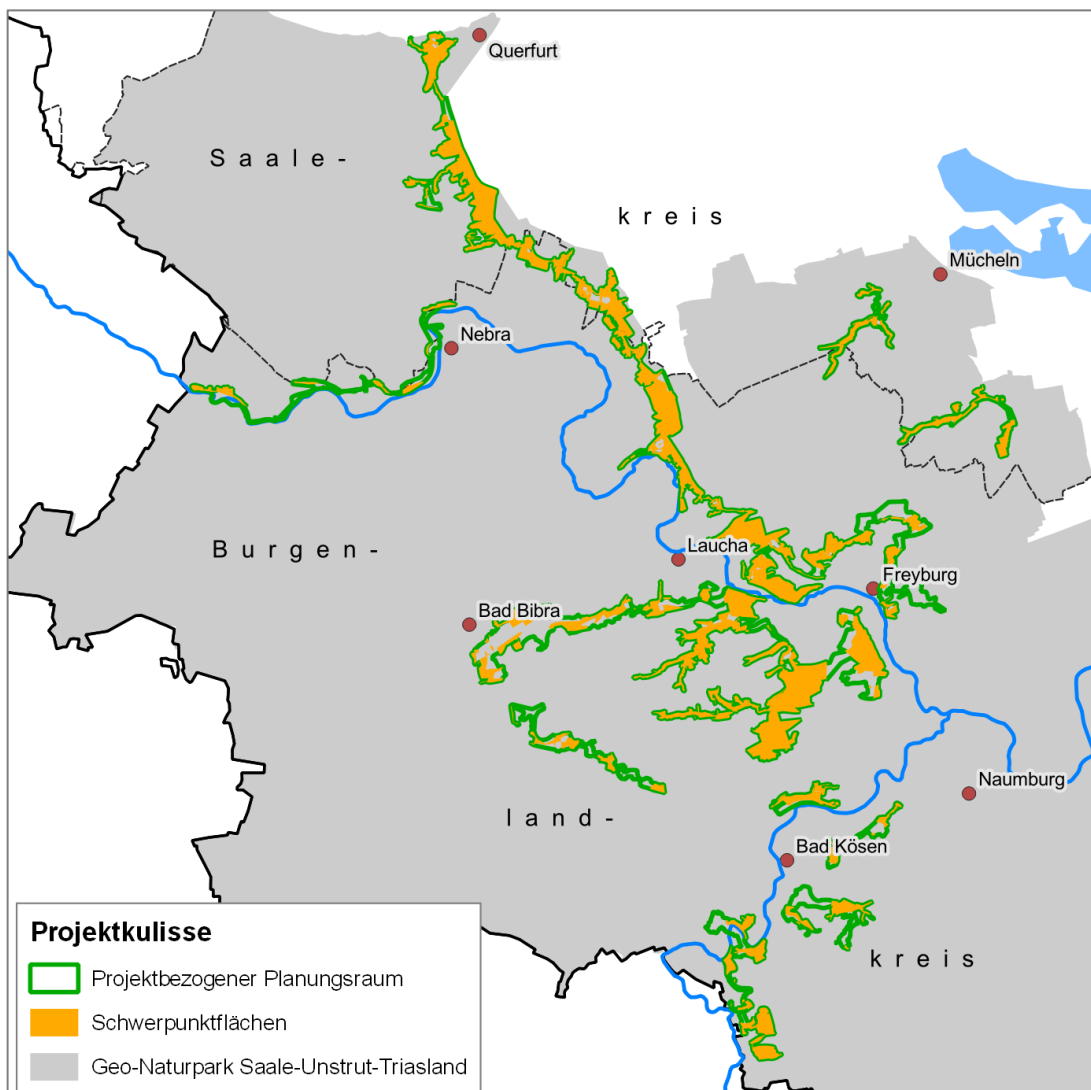 Querfurt
Saale-
kreis
Mücheln
Nebra
Burgen-
Laucha
Freyburg
Bad Bibra
Naumburg
land-
Bad Kösen
kreis
Projektkulisse
Projektbezogener Planungsraum
Schwerpunktflächen
Geo-Naturpark Saale-Unstrut-Triasland